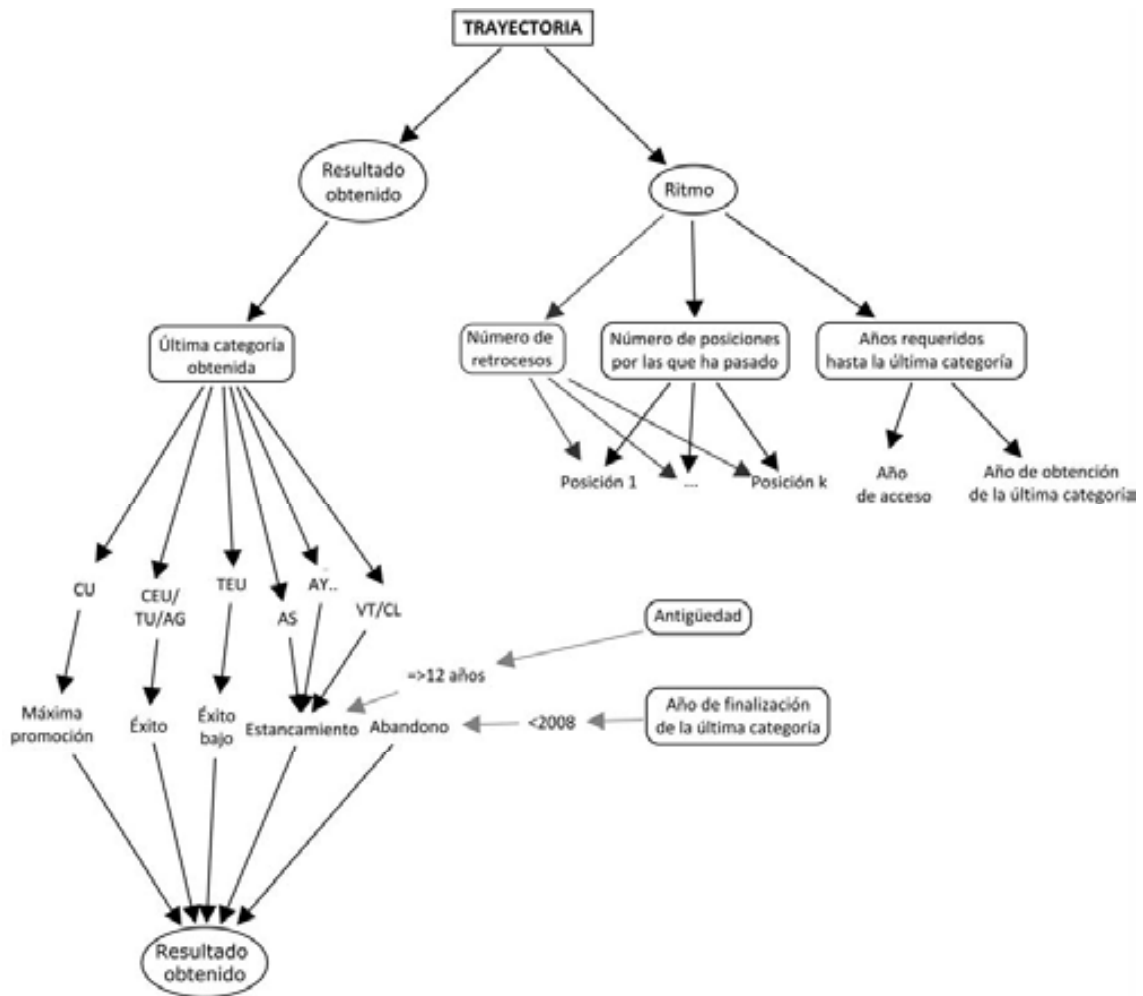 TRAYECTORIA
Resultado
obtenido
Ritmo
Última categoría
obtenida
Número de
retrocesos
Número de posiciones
por las que ha pasado
Años requeridos
hasta la última categoría
Posición 1
...
Posición k
Año
de acceso
Año de obtención
de la última categoría
CU
CEU/
TU/AG
TEU
AS
AY..
VT/CL
Antigüedad
=>12 años
Máxima
promoción
Éxito
Éxito
bajo
Estancamiento
Abandono
<2008
Año de finalización
de la última categoría
Resultado
obtenido